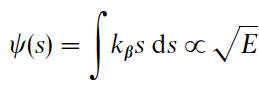 ψ(s) = ∫ k_β s ds ∝ √E